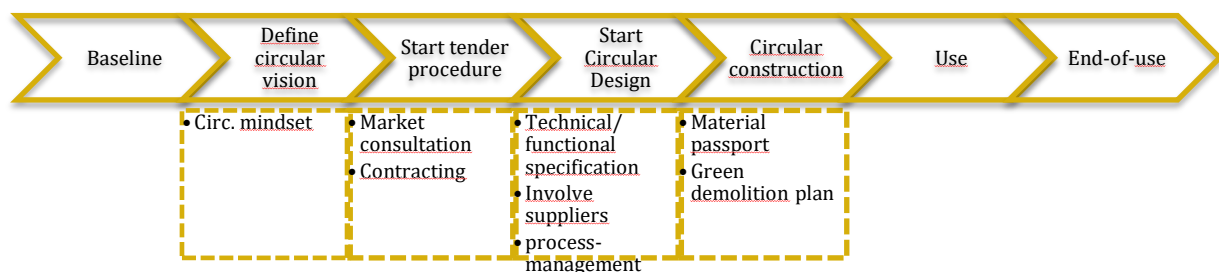 Baseline
Define
circular
vision
Start tender
procedure
Start
Circular
Design
Circular
construction
Use
End-of-use
• Circ. mindset
• Market
consultation
• Contracting
• Technical/
functional
specification
• Involve
suppliers
• process-
management
• Material
passport
• Green
demolition plan